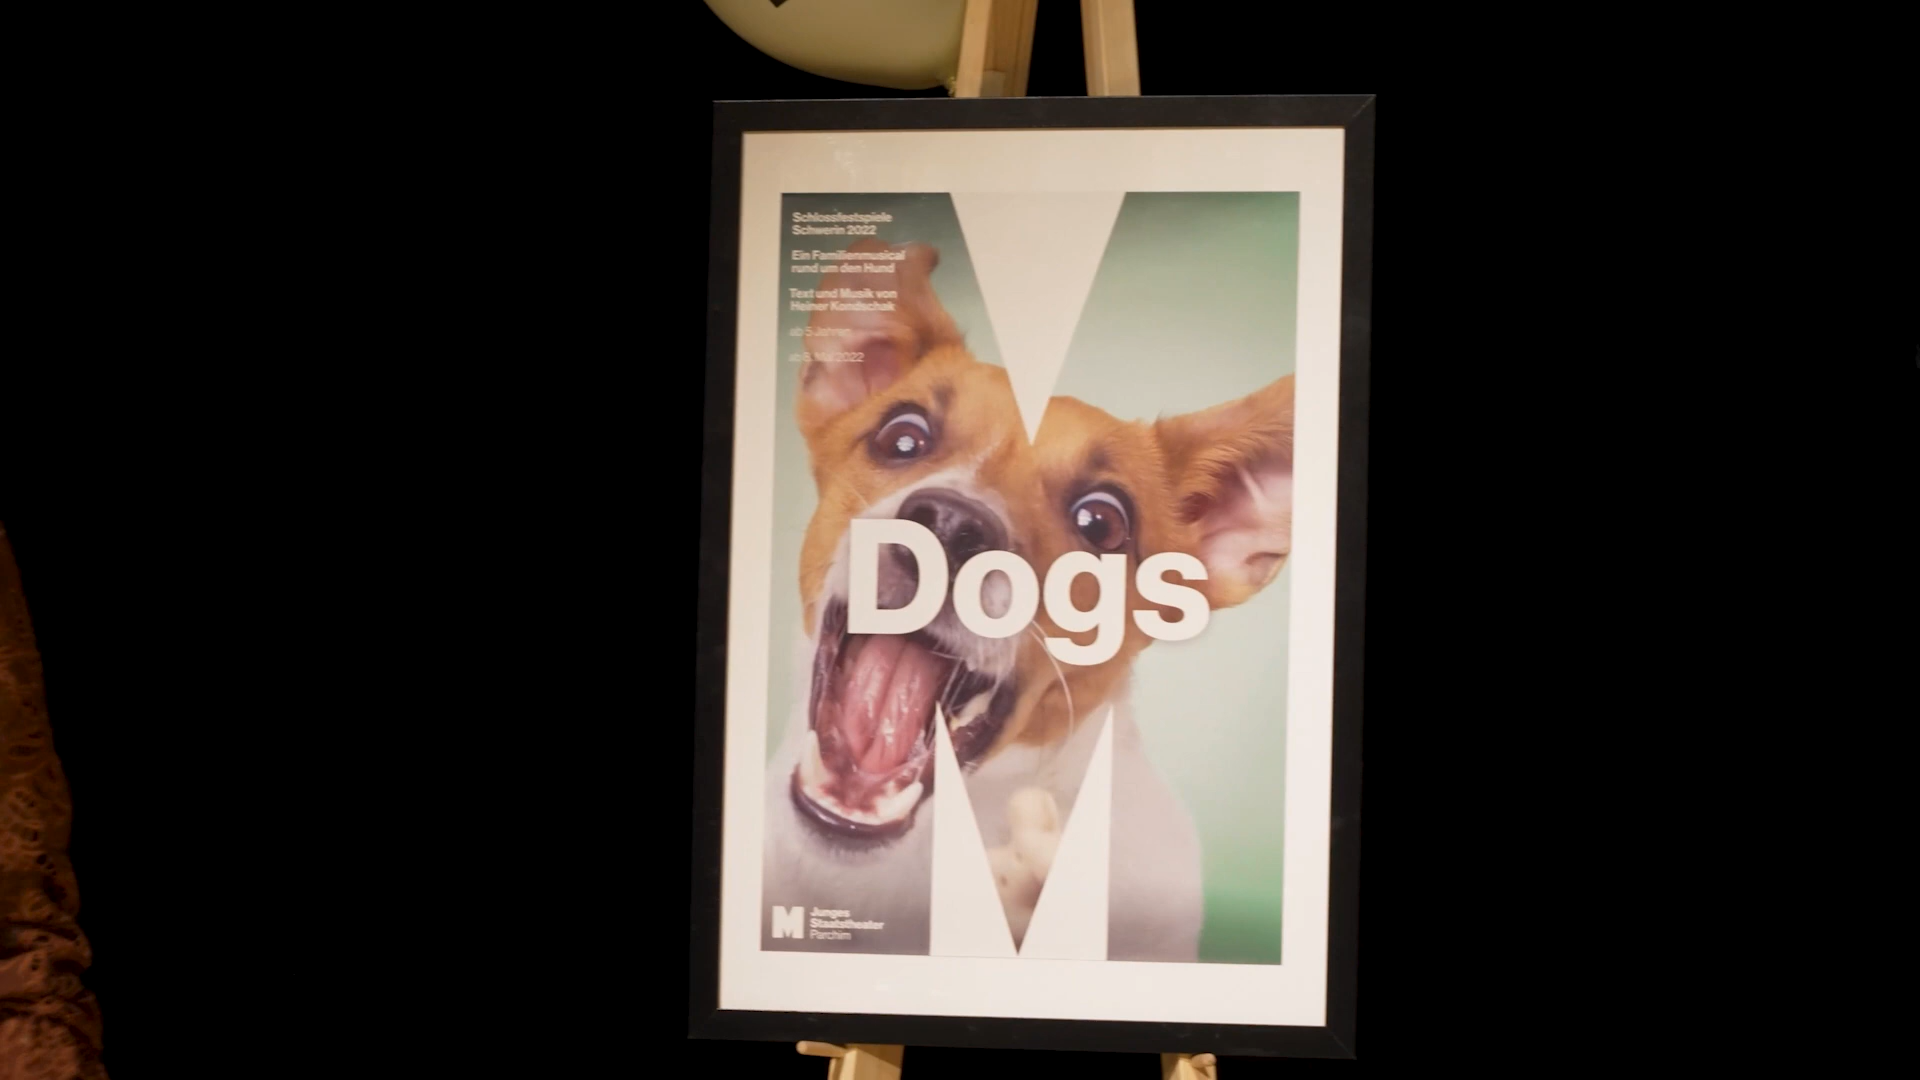 Schlossfestspiele
Schwerin 2022
Ein Familienmusical
rund um den Hund
Text und Musik von
Heiner Kondschak
ab 5 Jahren
ab 8. Mai 2022
Dogs
M
Junges
Staatstheater
Parchim